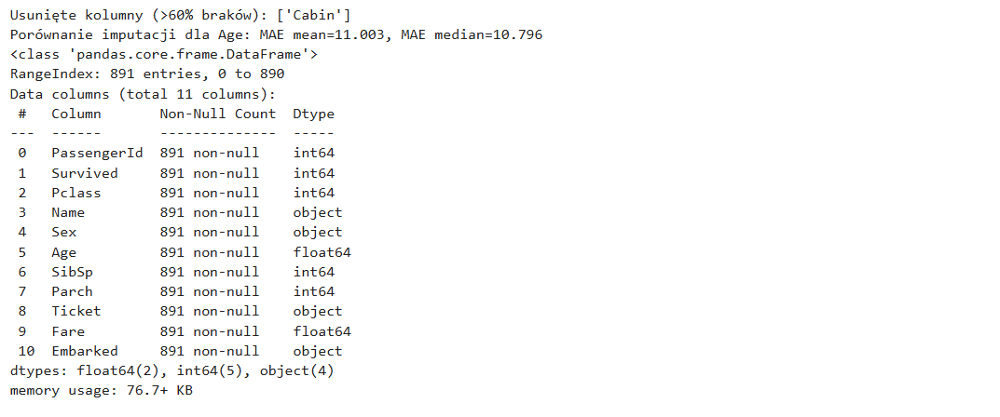 Usunięte kolumny (>60% braków): ['Cabin']
Porównanie imputacji dla Age: MAE mean=11.003, MAE median=10.796
<class 'pandas.core.frame.DataFrame'>
RangeIndex: 891 entries, 0 to 890
Data columns (total 11 columns):
 #   Column       Non-Null Count  Dtype
---  ------       --------------  -----
 0   PassengerId  891 non-null    int64
 1   Survived     891 non-null    int64
 2   Pclass       891 non-null    int64
 3   Name         891 non-null    object
 4   Sex          891 non-null    object
 5   Age          891 non-null    float64
 6   SibSp        891 non-null    int64
 7   Parch        891 non-null    int64
 8   Ticket       891 non-null    object
 9   Fare         891 non-null    float64
 10  Embarked     891 non-null    object
dtypes: float64(2), int64(5), object(4)
memory usage: 76.7+ KB